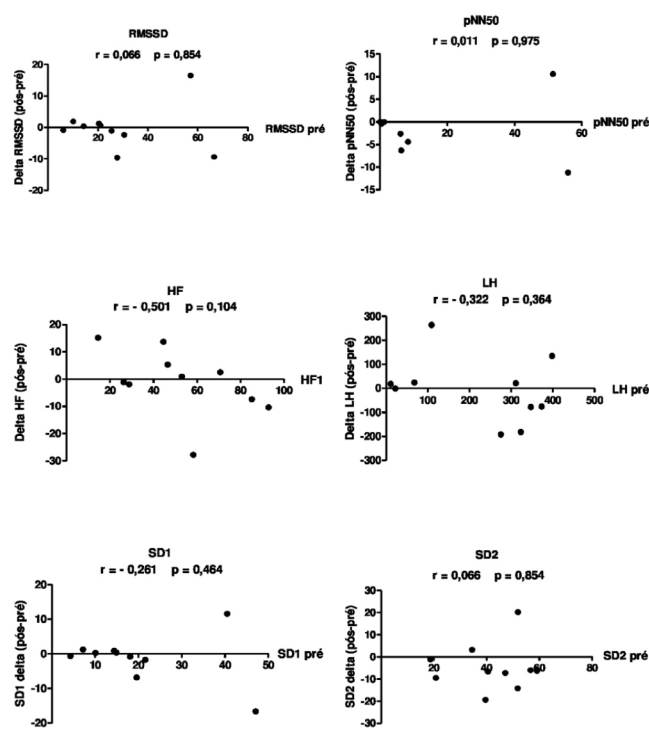 RMSSD
r = 0,066 p = 0,854
Delta RMSSD (pós-pré)
20
10
0
-10
-20
20
40
60
80
RMSSD pré
pNN50
r = 0,011 p = 0,975
Delta pNN50 (pós-pré)
15
10
5
0
-5
-10
-15
20
40
60
pNN50 pré
HF
r = - 0,501 p = 0,104
Delta HF (pós-pré)
20
10
0
-10
-20
-30
20
40
60
80
100
HF1
LH
r = - 0,322 p = 0,364
Delta LH (pós-pré)
300
200
100
0
-100
-200
-300
100
200
300
400
500
LH pré
SD1
r = - 0,261 p = 0,464
SD1 delta (pós-pré)
20
10
0
-10
-20
10
20
30
40
50
SD1 pré
SD2
r = 0,066 p = 0,854
SD2 delta (pós-pré)
30
20
10
0
-10
-20
-30
20
40
60
80
SD2 pré